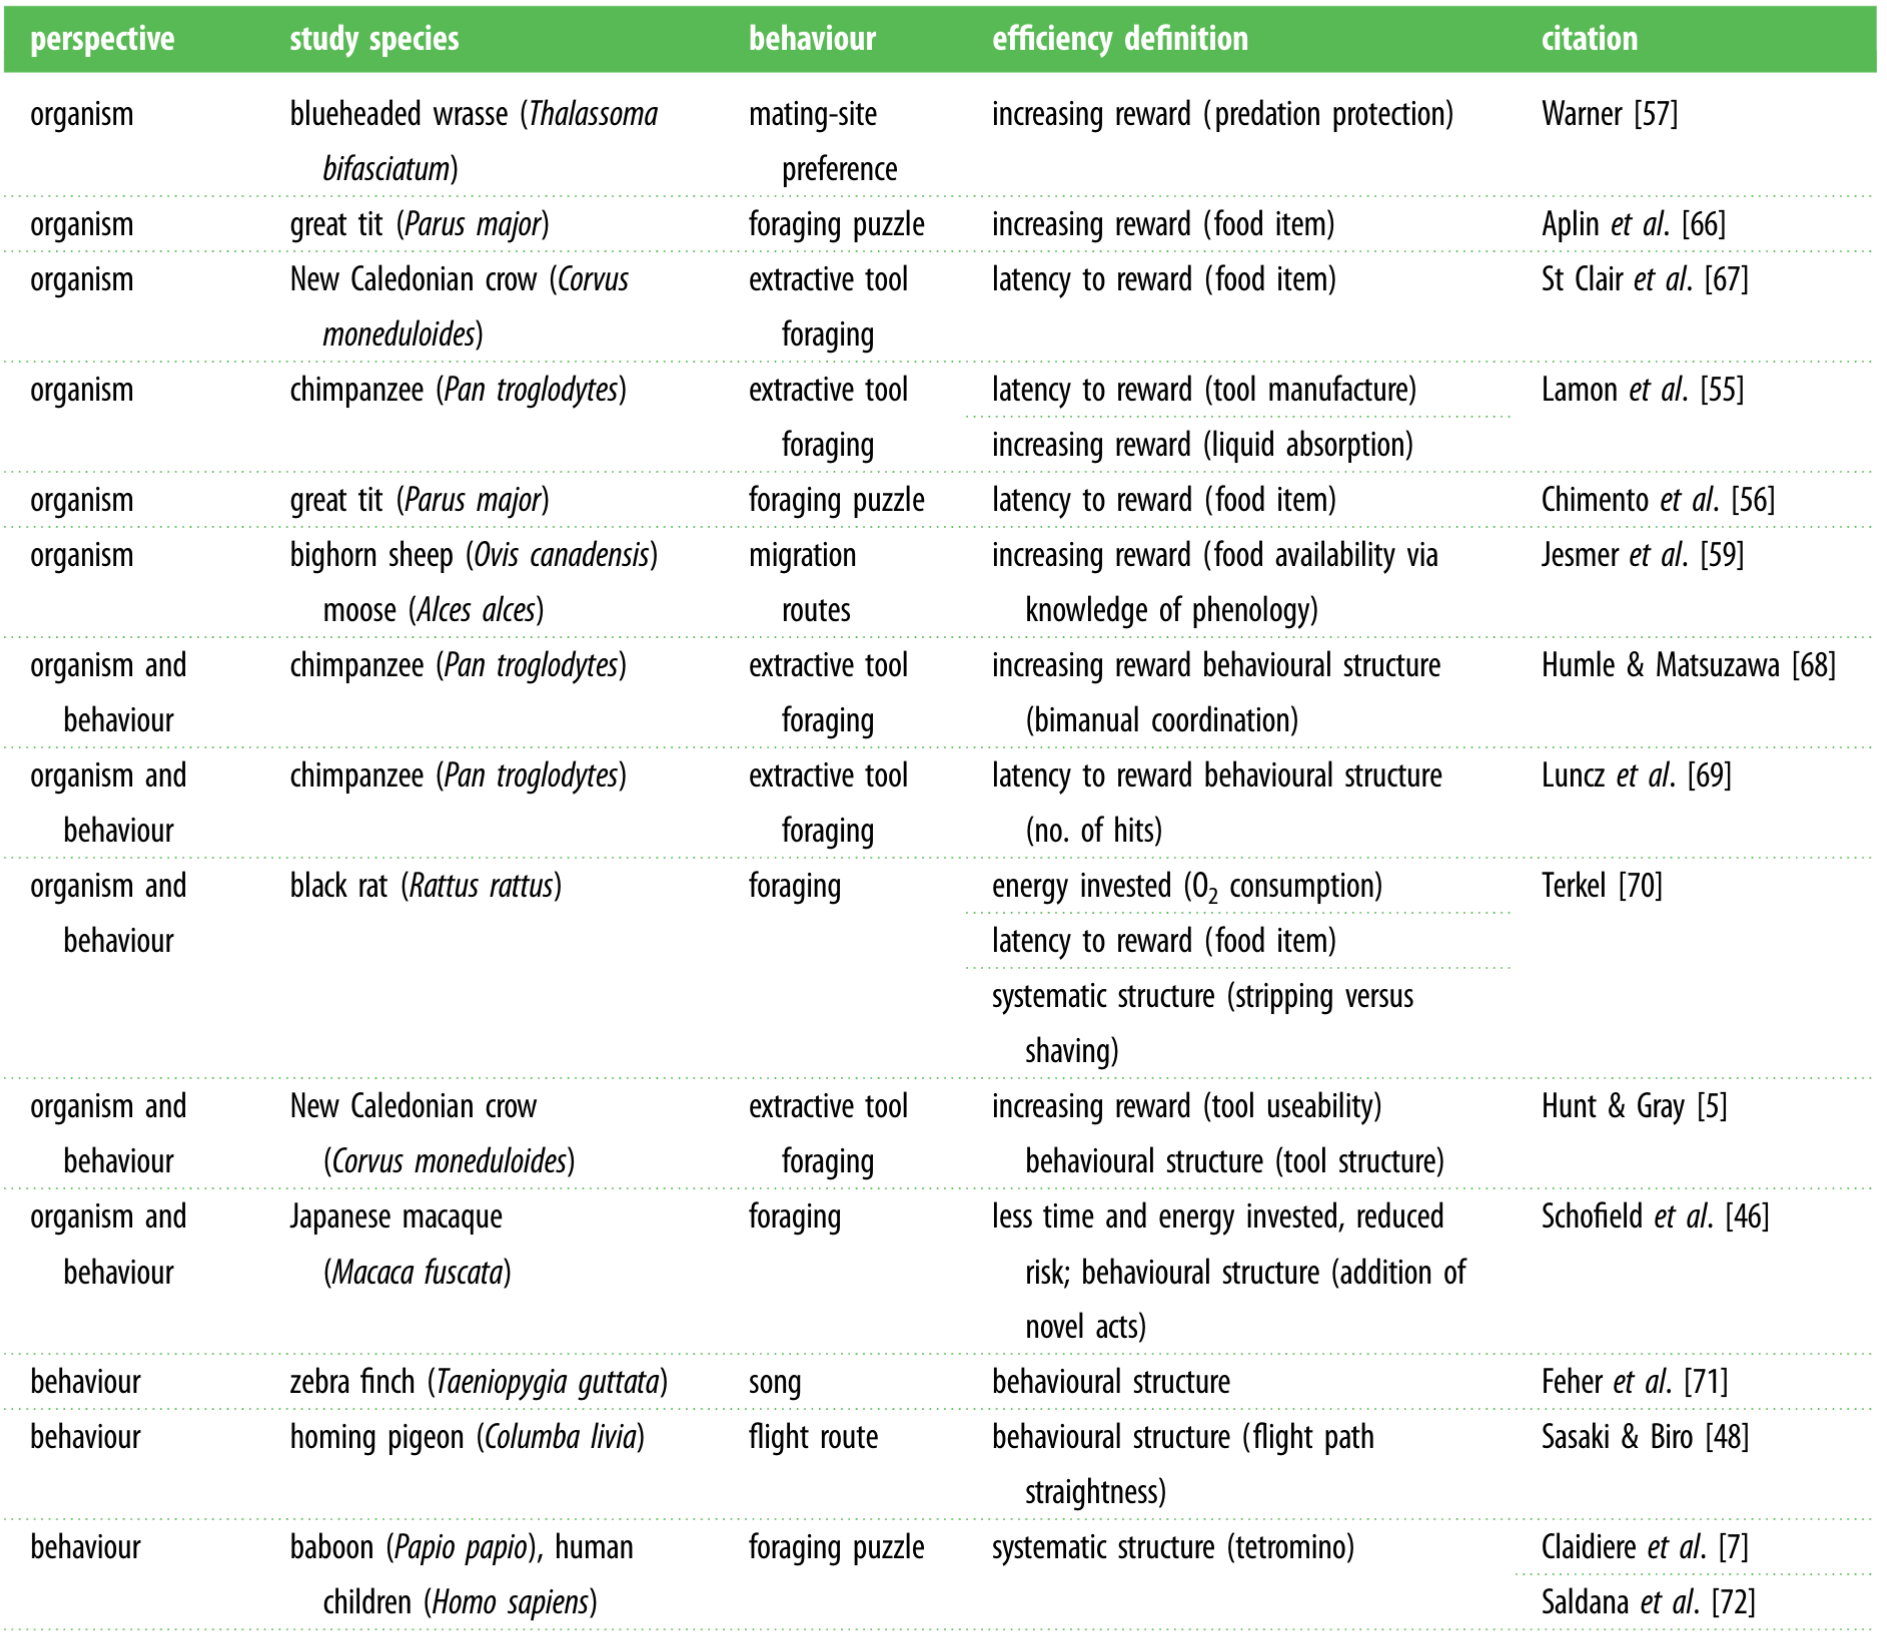 perspective study species behaviour efficiency definition citation
organism blueheaded wrasse (Thalassoma mating-site increasing reward (predation protection) Warner [57]
bifasciatum) preference
organism great tit (Parus major) foraging puzzle increasing reward (food item) Aplin et al. [66]
organism New Caledonian crow (Corvus extractive tool latency to reward (food item) St Clair et al. [67]
moneduloides) foraging
organism chimpanzee (Pan troglodytes) extractive tool latency to reward (tool manufacture) Lamon et al. [55]
foraging increasing reward (liquid absorption)
organism great tit (Parus major) foraging puzzle latency to reward (food item) Chimento et al. [56]
organism bighorn sheep (Ovis canadensis) migration increasing reward (food availability via Jesmer et al. [59]
moose (Alces alces) routes knowledge of phenology)
organism and chimpanzee (Pan troglodytes) extractive tool increasing reward behavioural structure Humle & Matsuzawa [68]
behaviour foraging (bimanual coordination)
organism and chimpanzee (Pan troglodytes) extractive tool latency to reward behavioural structure Luncz et al. [69]
behaviour foraging (no. of hits)
organism and black rat (Rattus rattus) foraging energy invested (O₂ consumption) Terkel [70]
behaviour latency to reward (food item)
systematic structure (stripping versus
shaving)
organism and New Caledonian crow extractive tool increasing reward (tool useability) Hunt & Gray [5]
behaviour (Corvus moneduloides) foraging behavioural structure (tool structure)
organism and Japanese macaque foraging less time and energy invested, reduced Schofield et al. [46]
behaviour (Macaca fuscata) risk; behavioural structure (addition of
novel acts)
behaviour zebra finch (Taeniopygia guttata) song behavioural structure Feher et al. [71]
behaviour homing pigeon (Columba livia) flight route behavioural structure (flight path Sasaki & Biro [48]
straightness)
behaviour baboon (Papio papio), human foraging puzzle systematic structure (tetromino) Claidiere et al. [7]
children (Homo sapiens) Saldana et al. [72]